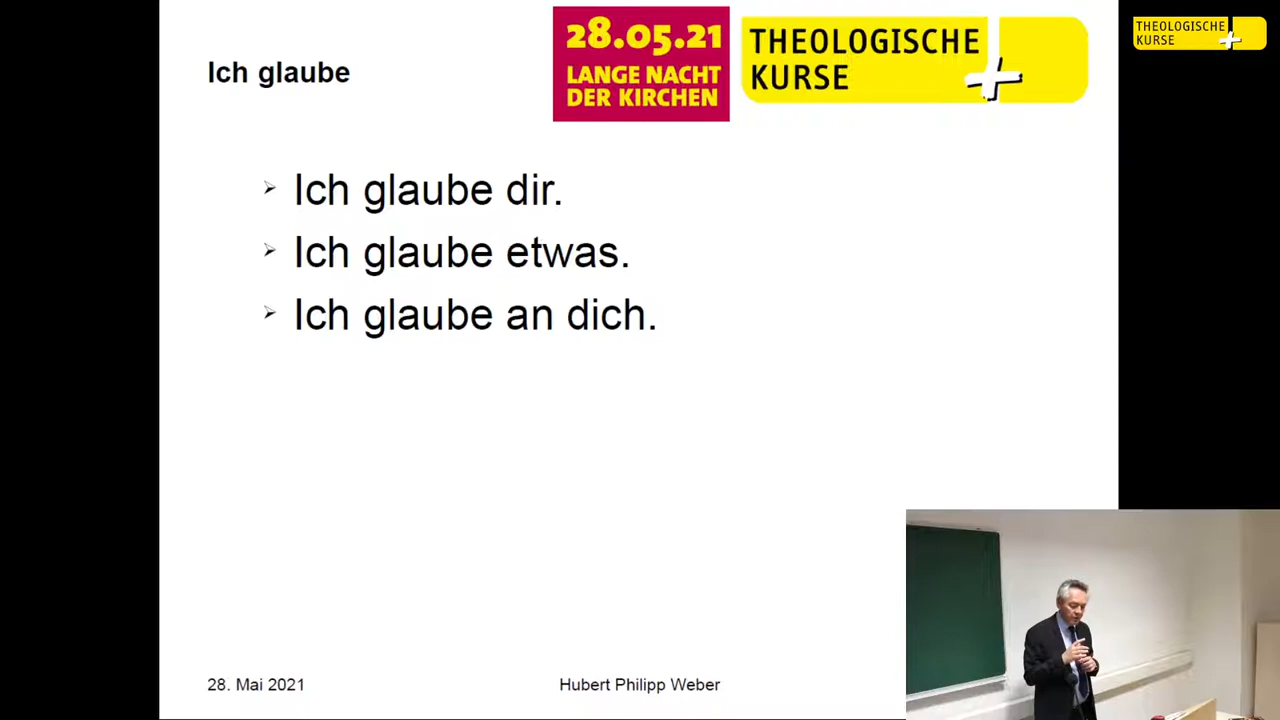 Ich glaube
28.05.21
LANGE NACHT
DER KIRCHEN
THEOLOGISCHE
KURSE
THEOLOGISCHE
KURSE
Ich glaube dir.
Ich glaube etwas.
Ich glaube an dich.
28. Mai 2021
Hubert Philipp Weber